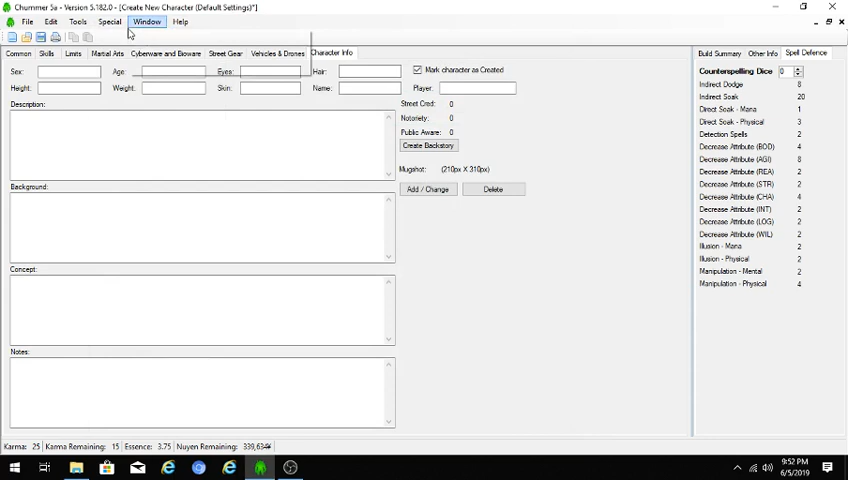 Chummer 5a - Version 5.182.0 - [Create New Character (Default Settings)*]
File Edit Tools Special Window Help
Common Skills Limits Martial Arts Cyberware and Bioware Street Gear Vehicles & Drones Character Info
Build Summary Other Info Spell Defence
Sex: Age: Eyes: Hair: Mark character as Created
Height: Weight: Skin: Name: Player:
Description:
Street Cred: 0
Notoriety: 0
Public Aware: 0
Create Backstory
Mugshot: (210px X 310px)
Add / Change Delete
Background:
Concept:
Notes:
Counterspelling Dice 0
Indirect Dodge 8
Indirect Soak 20
Direct Soak - Mana 1
Direct Soak - Physical 3
Detection Spells 2
Decrease Attribute (BOD) 4
Decrease Attribute (AGI) 8
Decrease Attribute (REA) 2
Decrease Attribute (STR) 2
Decrease Attribute (CHA) 4
Decrease Attribute (INT) 2
Decrease Attribute (LOG) 2
Decrease Attribute (WIL) 2
Illusion - Mana 2
Illusion - Physical 2
Manipulation - Mental 2
Manipulation - Physical 4
Karma: 25 Karma Remaining: 15 Essence: 3.75 Nuyen Remaining: 339,634¥
9:52 PM
6/5/2019